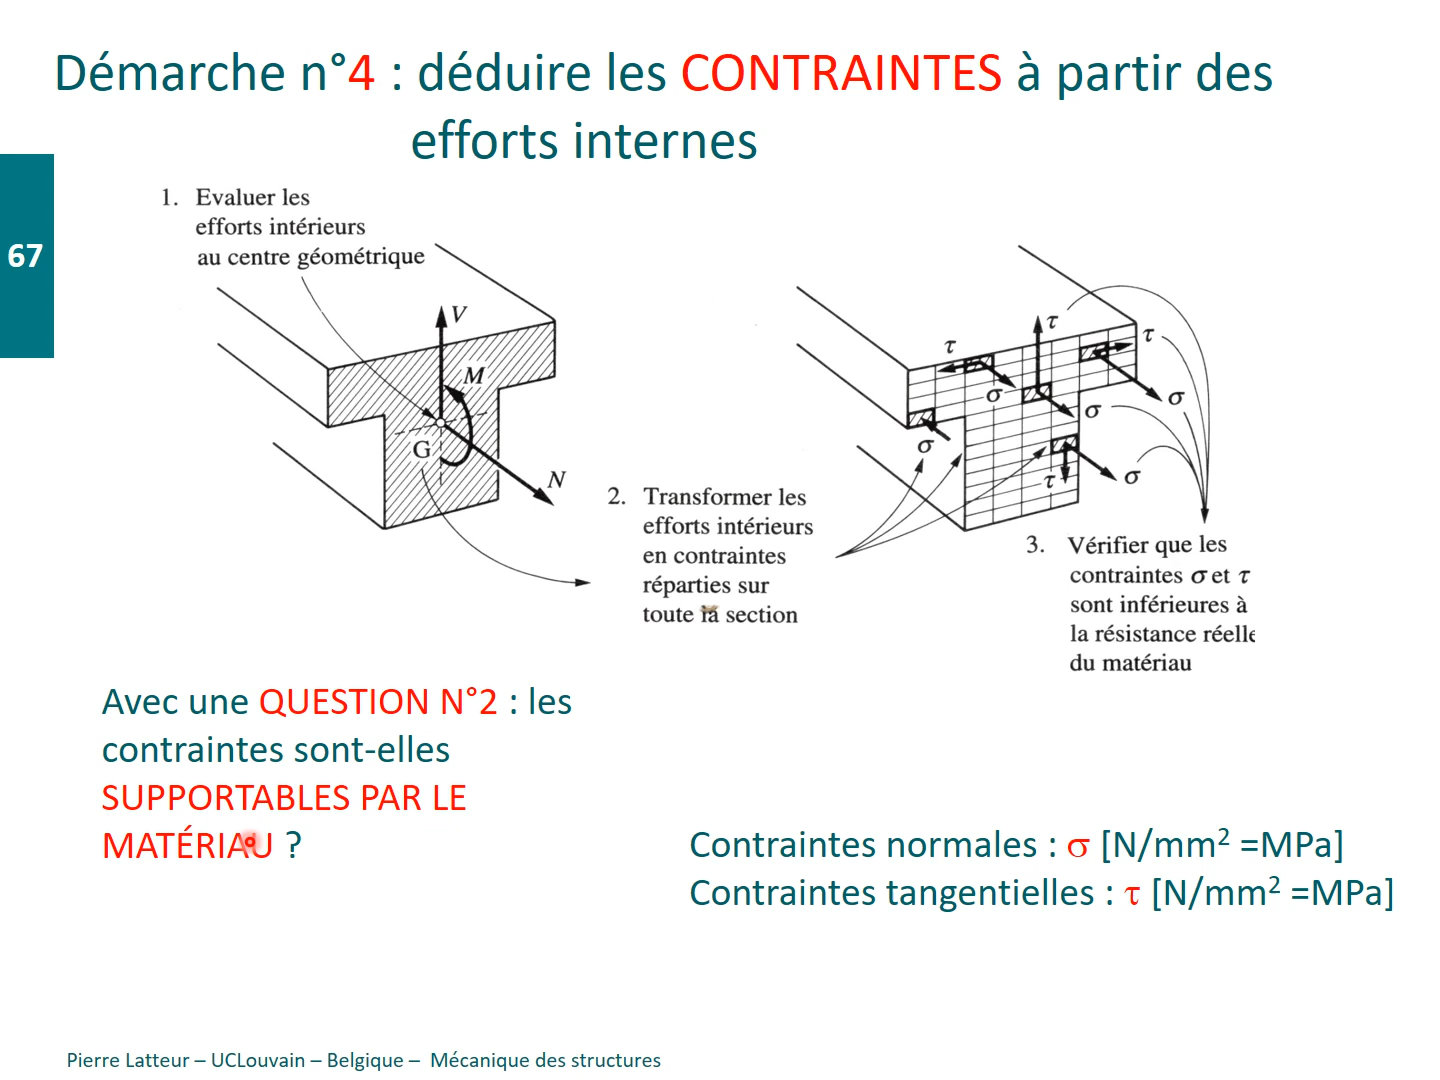 Démarche n°4 : déduire les CONTRAINTES à partir des
efforts internes
67
1. Evaluer les
efforts intérieurs
au centre géométrique
V
M
G
N
2. Transformer les
efforts intérieurs
en contraintes
réparties sur
toute la section
τ
τ
τ
σ
σ
σ
σ
σ
τ
3. Vérifier que les
contraintes σ et τ
sont inférieures à
la résistance réelle
du matériau
Avec une QUESTION N°2 : les
contraintes sont-elles
SUPPORTABLES PAR LE
MATÉRIAU ?
Contraintes normales : σ [N/mm² =MPa]
Contraintes tangentielles : τ [N/mm² =MPa]
Pierre Latteur – UCLouvain – Belgique – Mécanique des structures